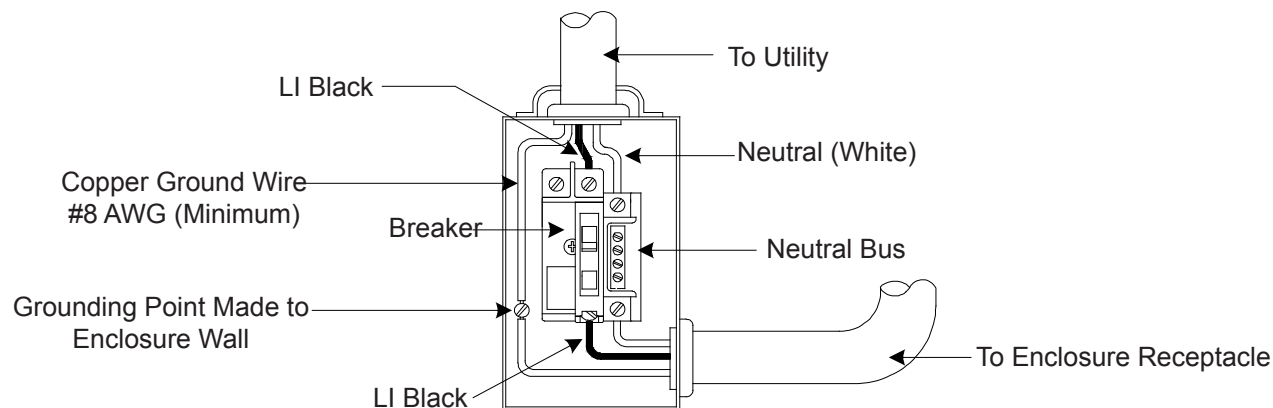 To Utility
LI Black
Neutral (White)
Copper Ground Wire
#8 AWG (Minimum)
Breaker
Neutral Bus
Grounding Point Made to
Enclosure Wall
To Enclosure Receptacle
LI Black